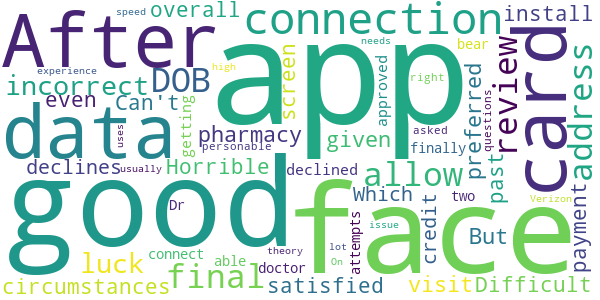 speed overall connection install
After app card
needs bear
experience high
incorrect DOB screen approved preferred review address
even Can't getting right
data uses pharmacy given asked questions
personable finally past
declines Horrible declined allow payment
usually Which credit two
good Dr face attempts But Verizon
luck connect able theory lot issue
final doctor On visit Difficult
circumstances satisfied